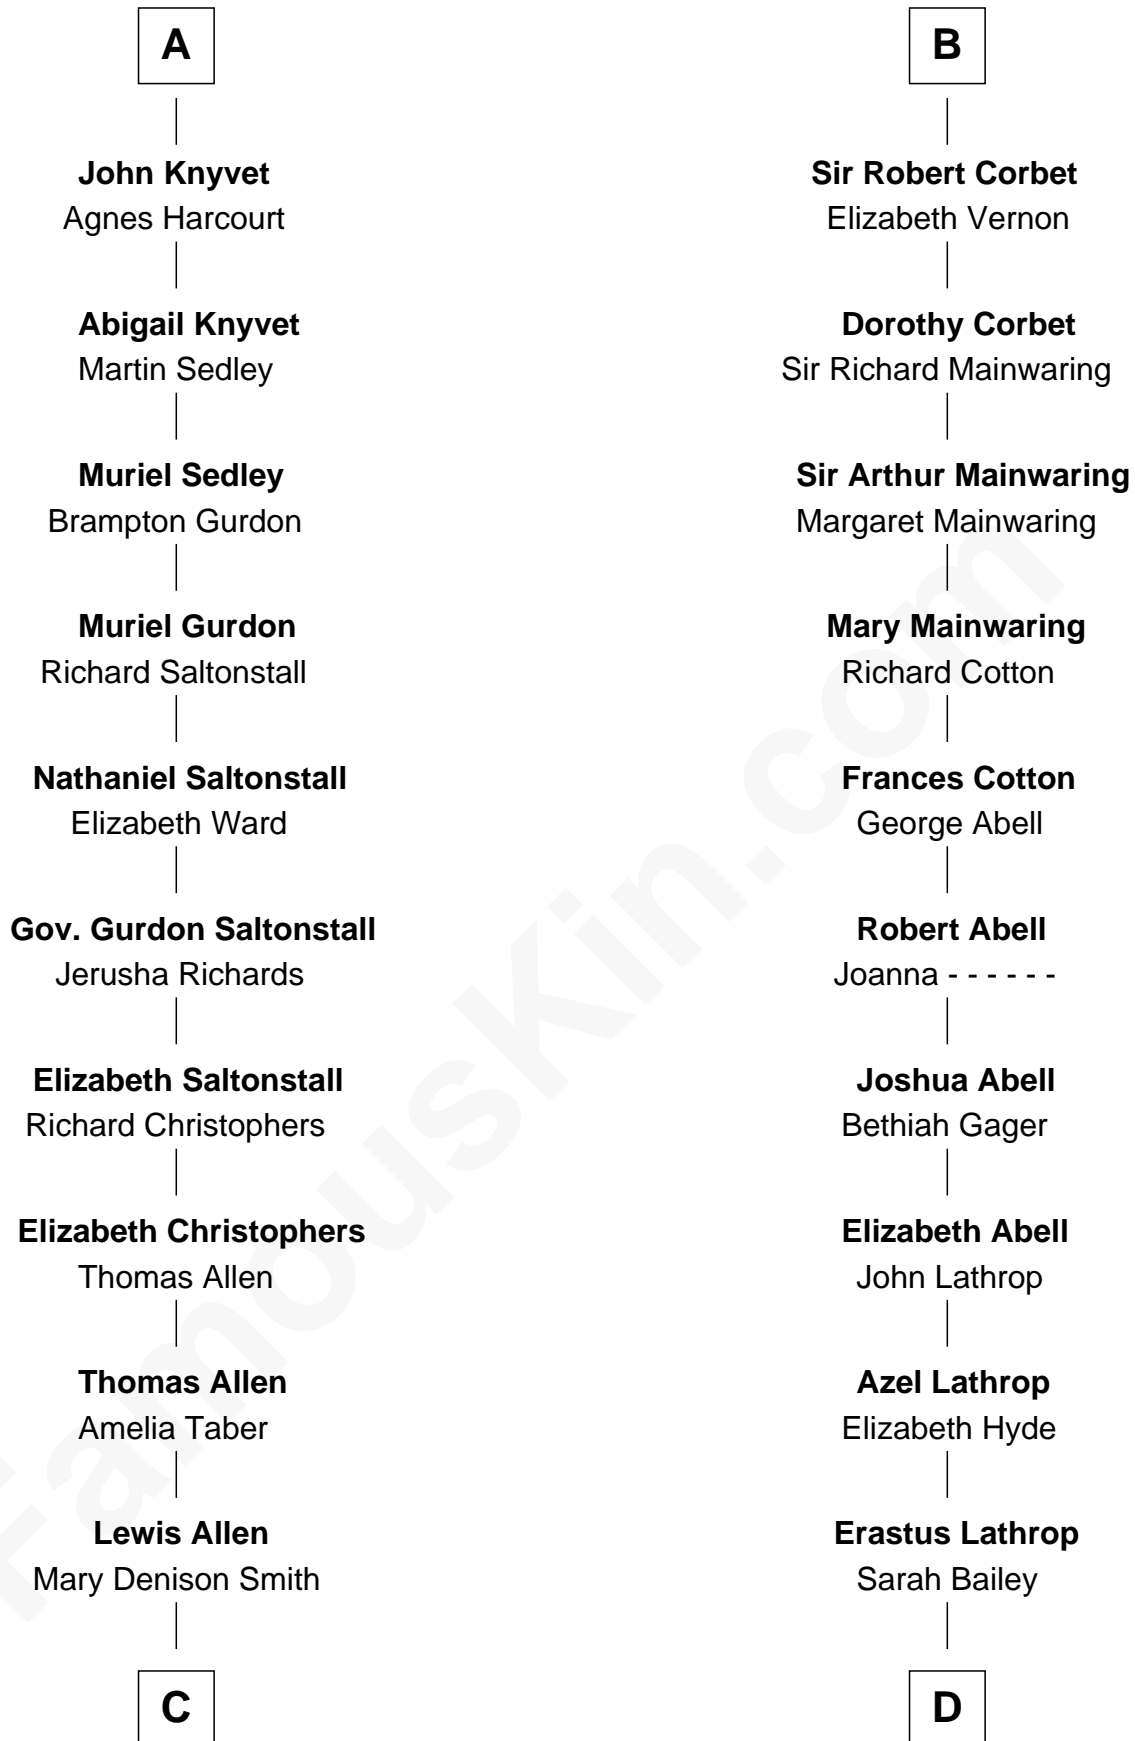 A
John Knyvet
Agnes Harcourt
Abigail Knyvet
Martin Sedley
Muriel Sedley
Brampton Gurdon
Muriel Gurdon
Richard Saltonstall
Nathaniel Saltonstall
Elizabeth Ward
Gov. Gurdon Saltonstall
Jerusha Richards
Elizabeth Saltonstall
Richard Christophers
Elizabeth Christophers
Thomas Allen
Thomas Allen
Amelia Taber
Lewis Allen
Mary Denison Smith
C
B
Sir Robert Corbet
Elizabeth Vernon
Dorothy Corbet
Sir Richard Mainwaring
Sir Arthur Mainwaring
Margaret Mainwaring
Mary Mainwaring
Richard Cotton
Frances Cotton
George Abell
Robert Abell
Joanna - - - - - -
Joshua Abell
Bethiah Gager
Elizabeth Abell
John Lathrop
Azel Lathrop
Elizabeth Hyde
Erastus Lathrop
Sarah Bailey
D
FamousKin.com